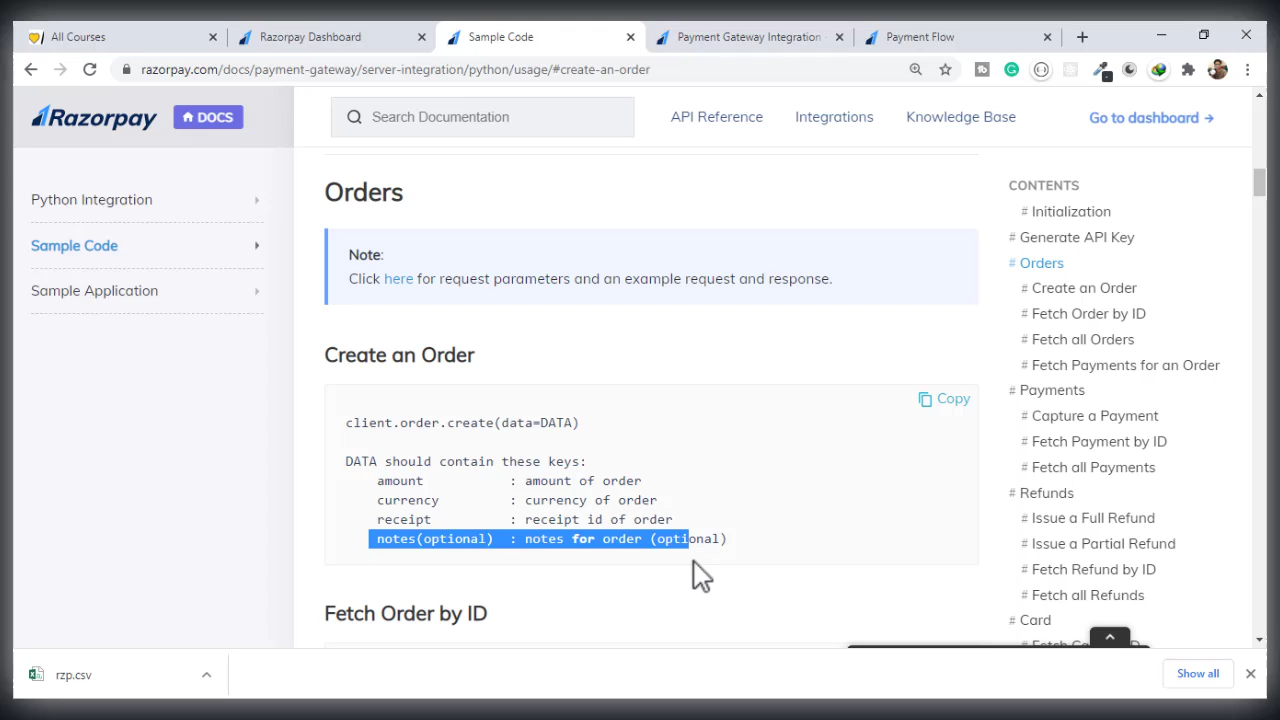 All Courses
Razorpay Dashboard
Sample Code
Payment Gateway Integration
Payment Flow
razorpay.com/docs/payment-gateway/server-integration/python/usage/#create-an-order
Razorpay
DOCS
Search Documentation
API Reference
Integrations
Knowledge Base
Go to dashboard
Python Integration
Sample Code
Sample Application
Orders
Note:
Click here for request parameters and an example request and response.
Create an Order
Copy
client.order.create(data=DATA)
DATA should contain these keys:
amount : amount of order
currency : currency of order
receipt : receipt id of order
notes(optional) : notes for order (optional)
Fetch Order by ID
CONTENTS
# Initialization
# Generate API Key
# Orders
# Create an Order
# Fetch Order by ID
# Fetch all Orders
# Fetch Payments for an Order
# Payments
# Capture a Payment
# Fetch Payment by ID
# Fetch all Payments
# Refunds
# Issue a Full Refund
# Issue a Partial Refund
# Fetch Refund by ID
# Fetch all Refunds
# Card
rzp.csv
Show all